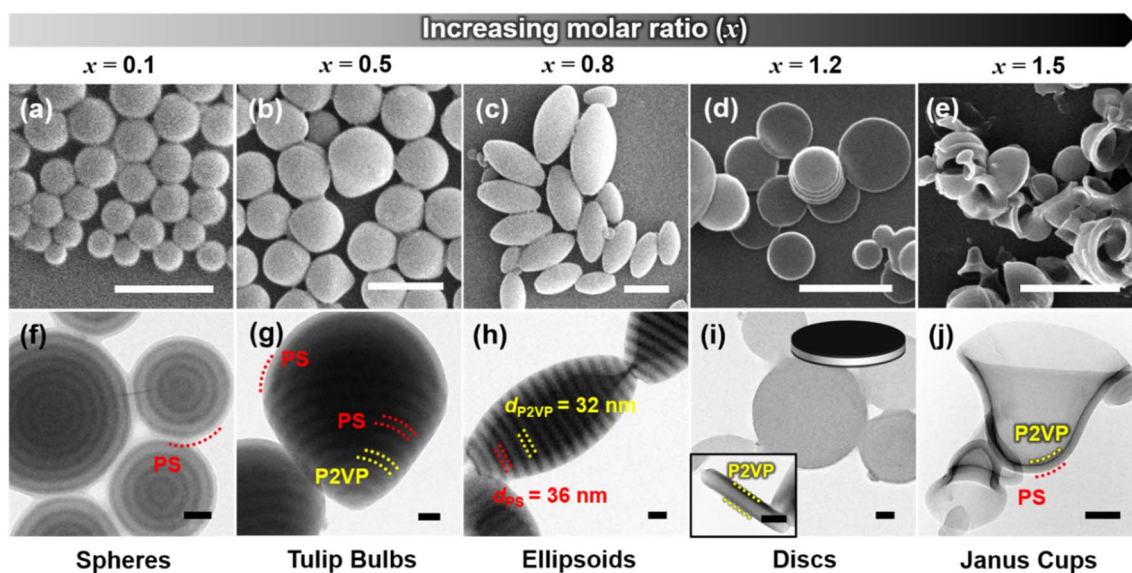 Increasing molar ratio (x)
x = 0.1 x = 0.5 x = 0.8 x = 1.2 x = 1.5
(a) (b) (c) (d) (e)
(f) (g) (h) (i) (j)
PS
PS
PS
P2VP
dP2VP = 32 nm
dPS = 36 nm
P2VP
P2VP
PS
Spheres Tulip Bulbs Ellipsoids Discs Janus Cups